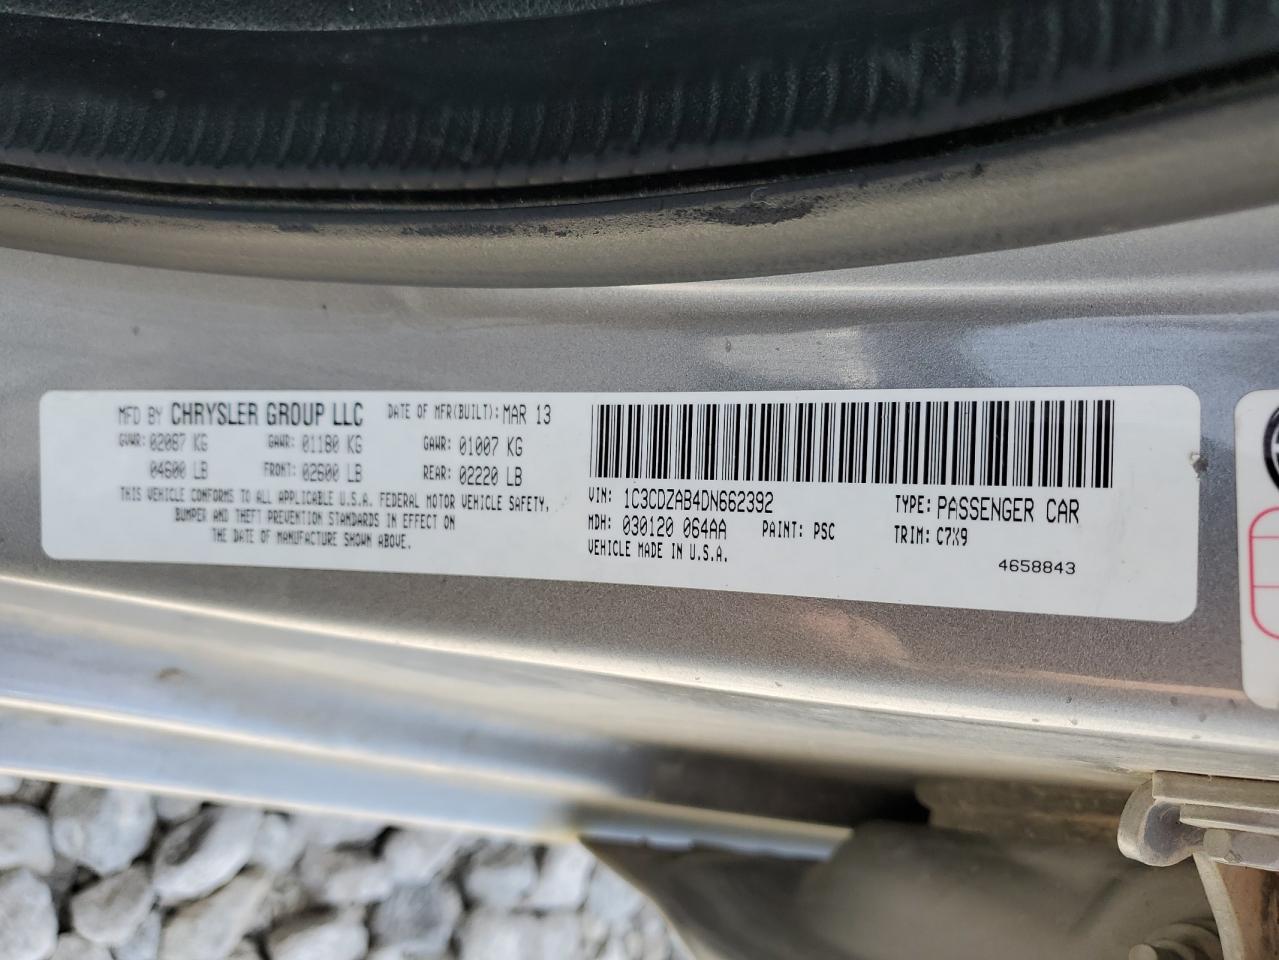 MFD BY CHRYSLER GROUP LLC DATE OF MFR(BUILT): MAR 13
GVWR: 02087 KG GAWR: 01180 KG GAWR: 01007 KG
04600 LB FRONT: 02600 LB REAR: 02220 LB
THIS VEHICLE CONFORMS TO ALL APPLICABLE U.S.A. FEDERAL MOTOR VEHICLE SAFETY,
BUMPER AND THEFT PREVENTION STANDARDS IN EFFECT ON
THE DATE OF MANUFACTURE SHOWN ABOVE.
VIN: 1C3CDZAB4DN662392 TYPE: PASSENGER CAR
MDH: 030120 064AA PAINT: PSC TRIM: C7X9
VEHICLE MADE IN U.S.A.
4658843